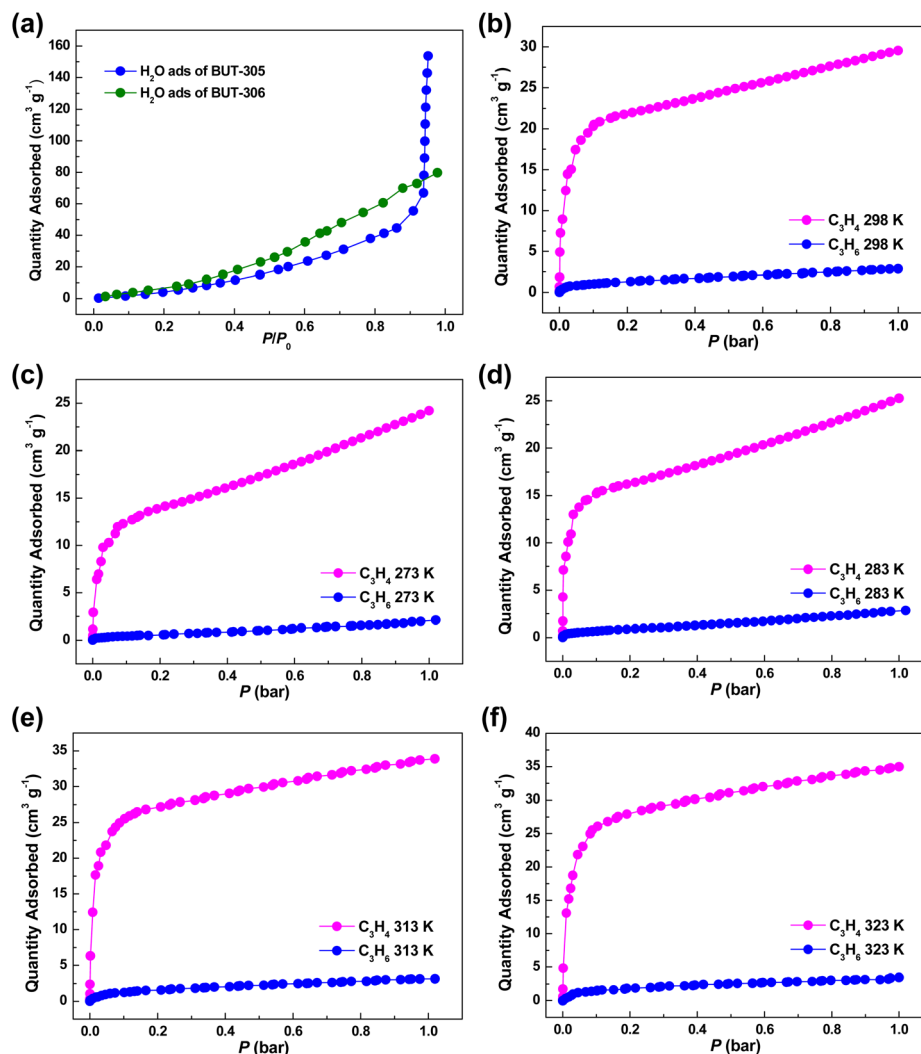 (a)
160
140
120
100
80
60
40
20
0
Quantity Adsorbed (cm³ g⁻¹)
H₂O ads of BUT-305
H₂O ads of BUT-306
0.0 0.2 0.4 0.6 0.8 1.0
P/P₀
(b)
30
25
20
15
10
5
0
Quantity Adsorbed (cm³ g⁻¹)
C₃H₄ 298 K
C₃H₆ 298 K
0.0 0.2 0.4 0.6 0.8 1.0
P (bar)
(c)
25
20
15
10
5
0
Quantity Adsorbed (cm³ g⁻¹)
C₃H₄ 273 K
C₃H₆ 273 K
0.0 0.2 0.4 0.6 0.8 1.0
P (bar)
(d)
25
20
15
10
5
0
Quantity Adsorbed (cm³ g⁻¹)
C₃H₄ 283 K
C₃H₆ 283 K
0.0 0.2 0.4 0.6 0.8 1.0
P (bar)
(e)
35
30
25
20
15
10
5
0
Quantity Adsorbed (cm³ g⁻¹)
C₃H₄ 313 K
C₃H₆ 313 K
0.0 0.2 0.4 0.6 0.8 1.0
P (bar)
(f)
40
35
30
25
20
15
10
5
0
Quantity Adsorbed (cm³ g⁻¹)
C₃H₄ 323 K
C₃H₆ 323 K
0.0 0.2 0.4 0.6 0.8 1.0
P (bar)